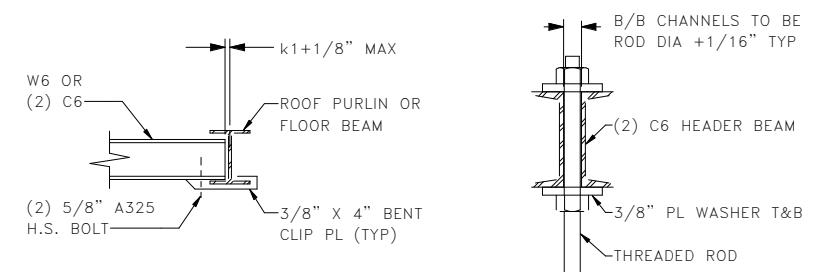 k1+1/8” MAX
W6 OR
(2) C6
ROOF PURLIN OR
FLOOR BEAM
(2) 5/8” A325
H.S. BOLT
3/8” X 4” BENT
CLIP PL (TYP)
B/B CHANNELS TO BE
ROD DIA +1/16” TYP
(2) C6 HEADER BEAM
3/8” PL WASHER T&B
THREADED ROD